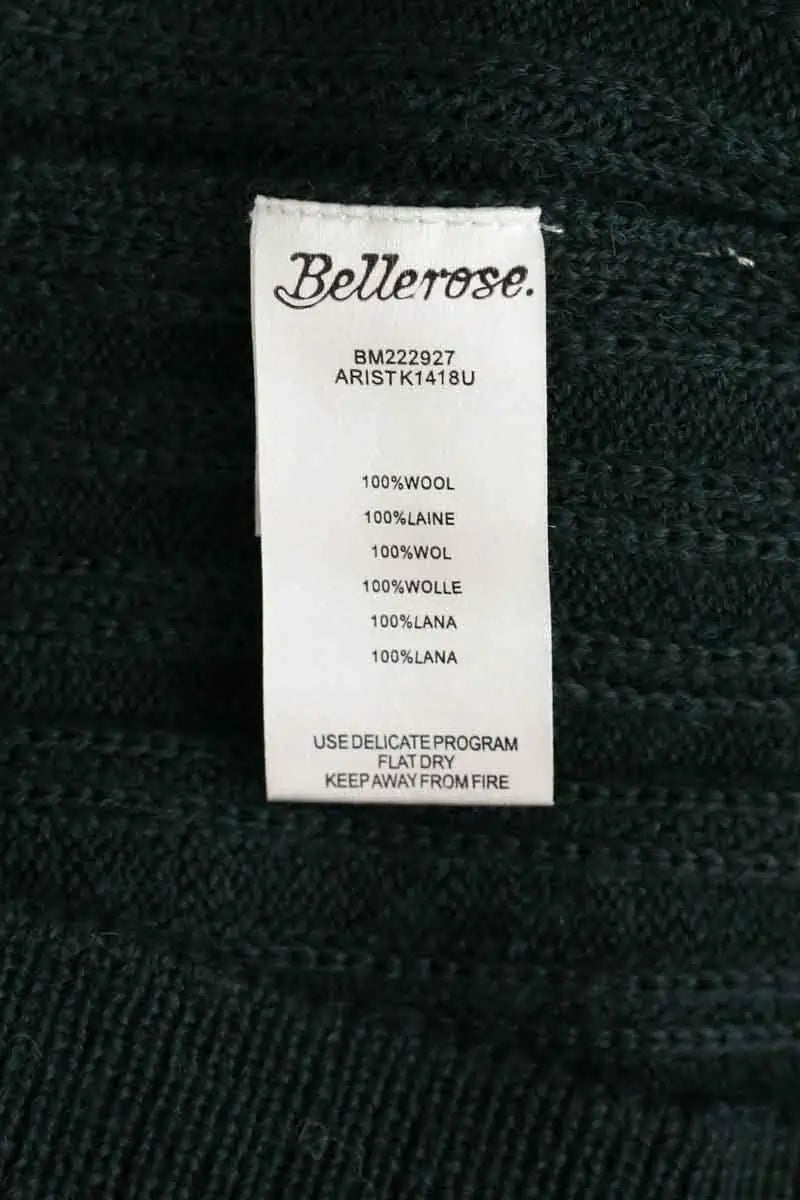 Bellerose.
BM222927
ARISTK1418U
100%WOOL
100%LAINE
100%WOL
100%WOLLE
100%LANA
100%LANA
USE DELICATE PROGRAM
FLAT DRY
KEEP AWAY FROM FIRE